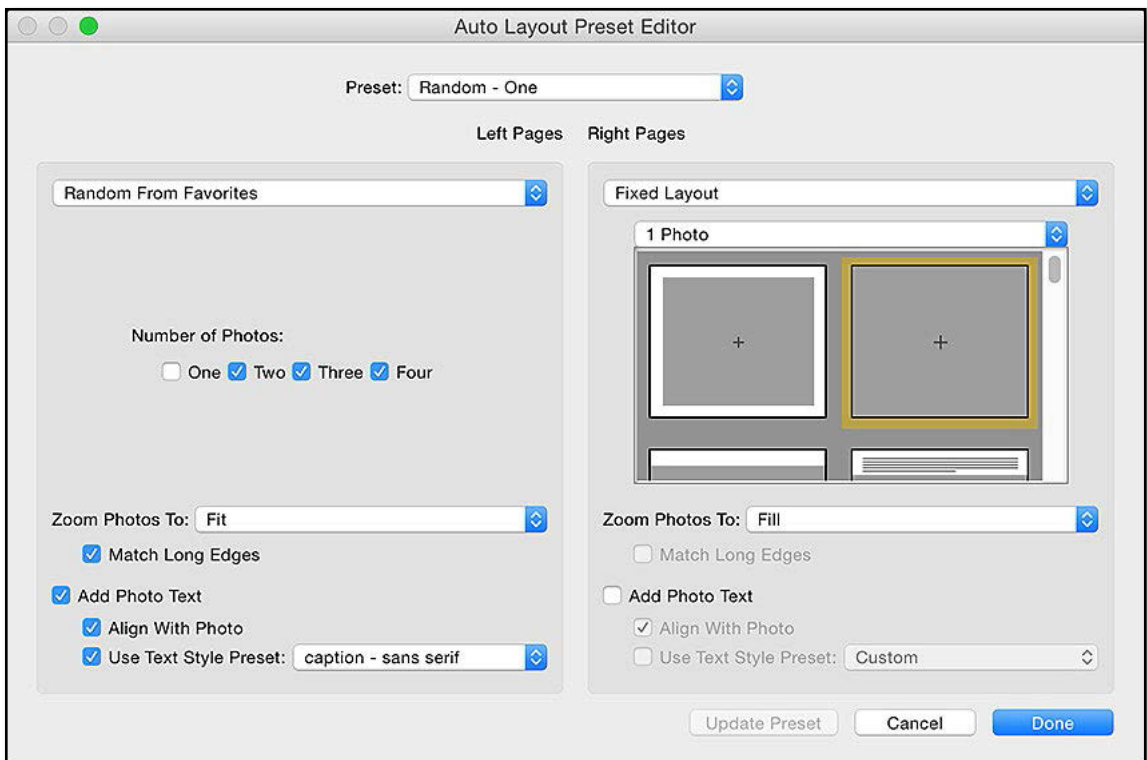 Auto Layout Preset Editor
Preset: Random - One
Left Pages Right Pages
Random From Favorites
Number of Photos:
One Two Three Four
Zoom Photos To: Fit
Match Long Edges
Add Photo Text
Align With Photo
Use Text Style Preset: caption - sans serif
Fixed Layout
1 Photo
Zoom Photos To: Fill
Match Long Edges
Add Photo Text
Align With Photo
Use Text Style Preset: Custom
Update Preset Cancel Done